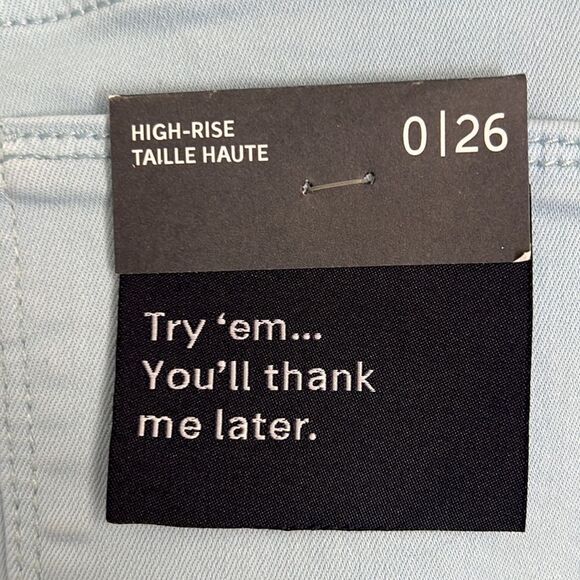 HIGH-RISE
TAILLE HAUTE
0|26
Try ‘em...
You’ll thank
me later.